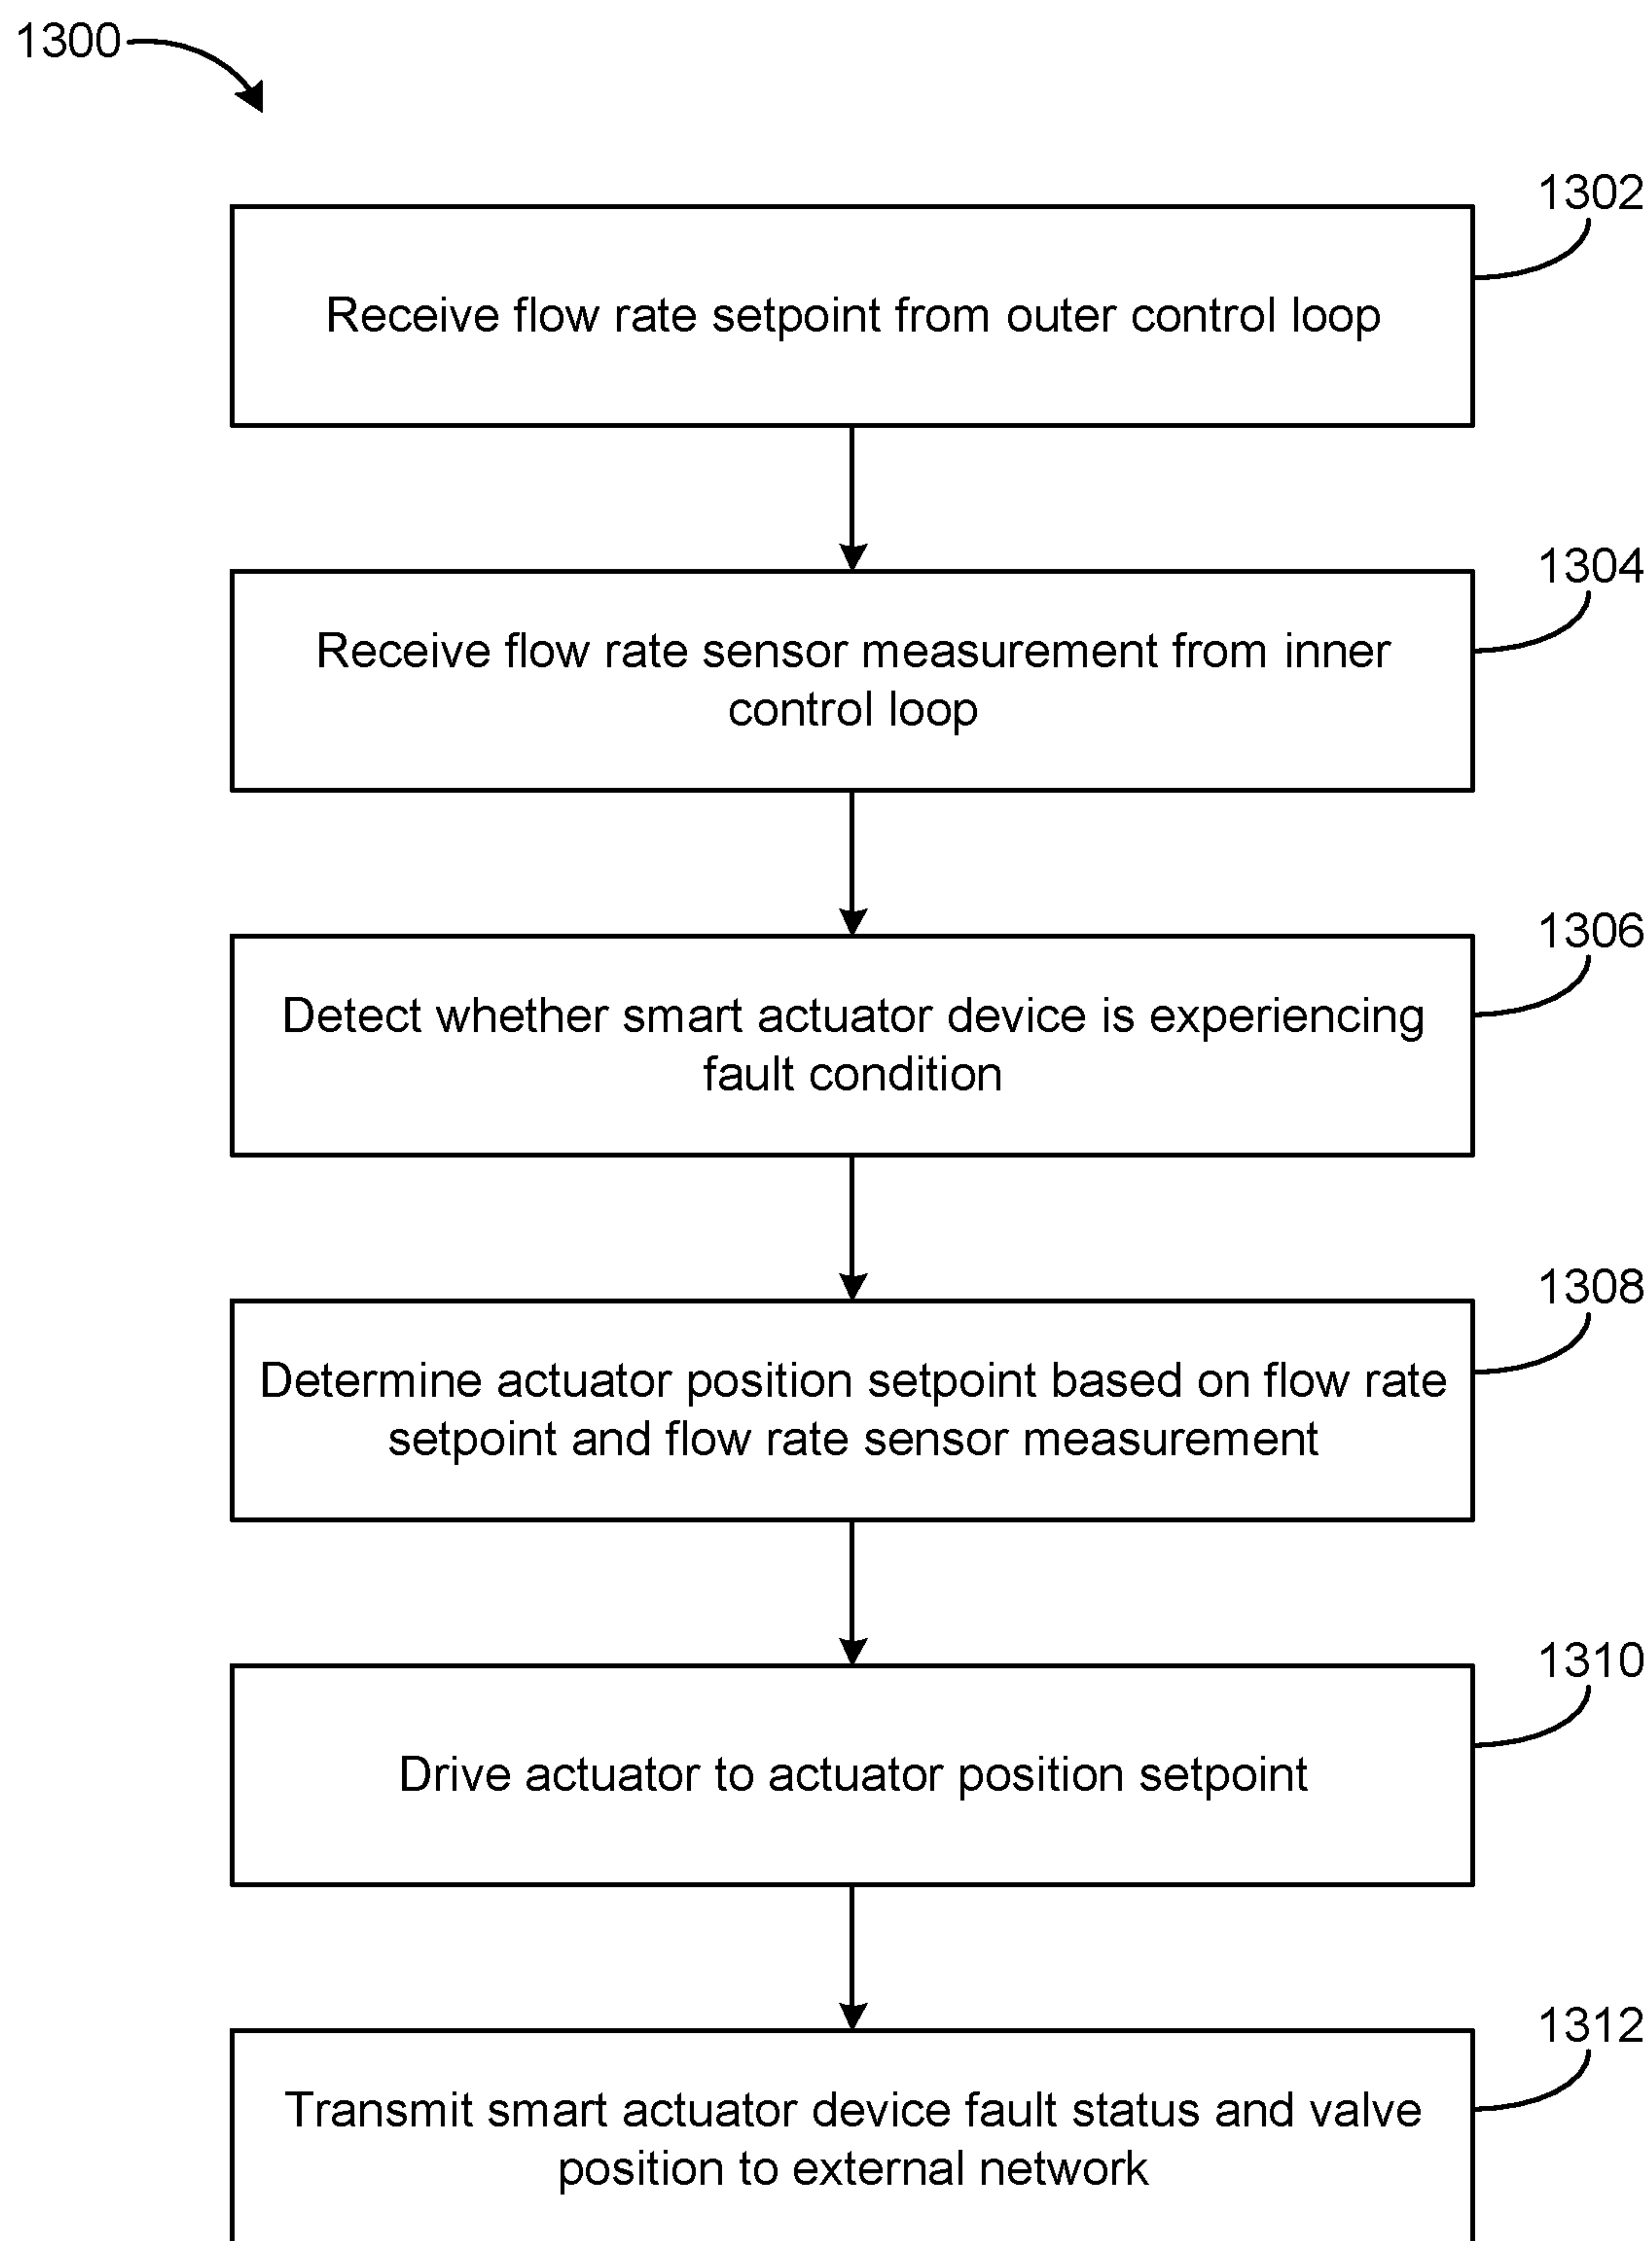 1300
1302
Receive flow rate setpoint from outer control loop
1304
Receive flow rate sensor measurement from inner
control loop
1306
Detect whether smart actuator device is experiencing
fault condition
1308
Determine actuator position setpoint based on flow rate
setpoint and flow rate sensor measurement
1310
Drive actuator to actuator position setpoint
1312
Transmit smart actuator device fault status and valve
position to external network